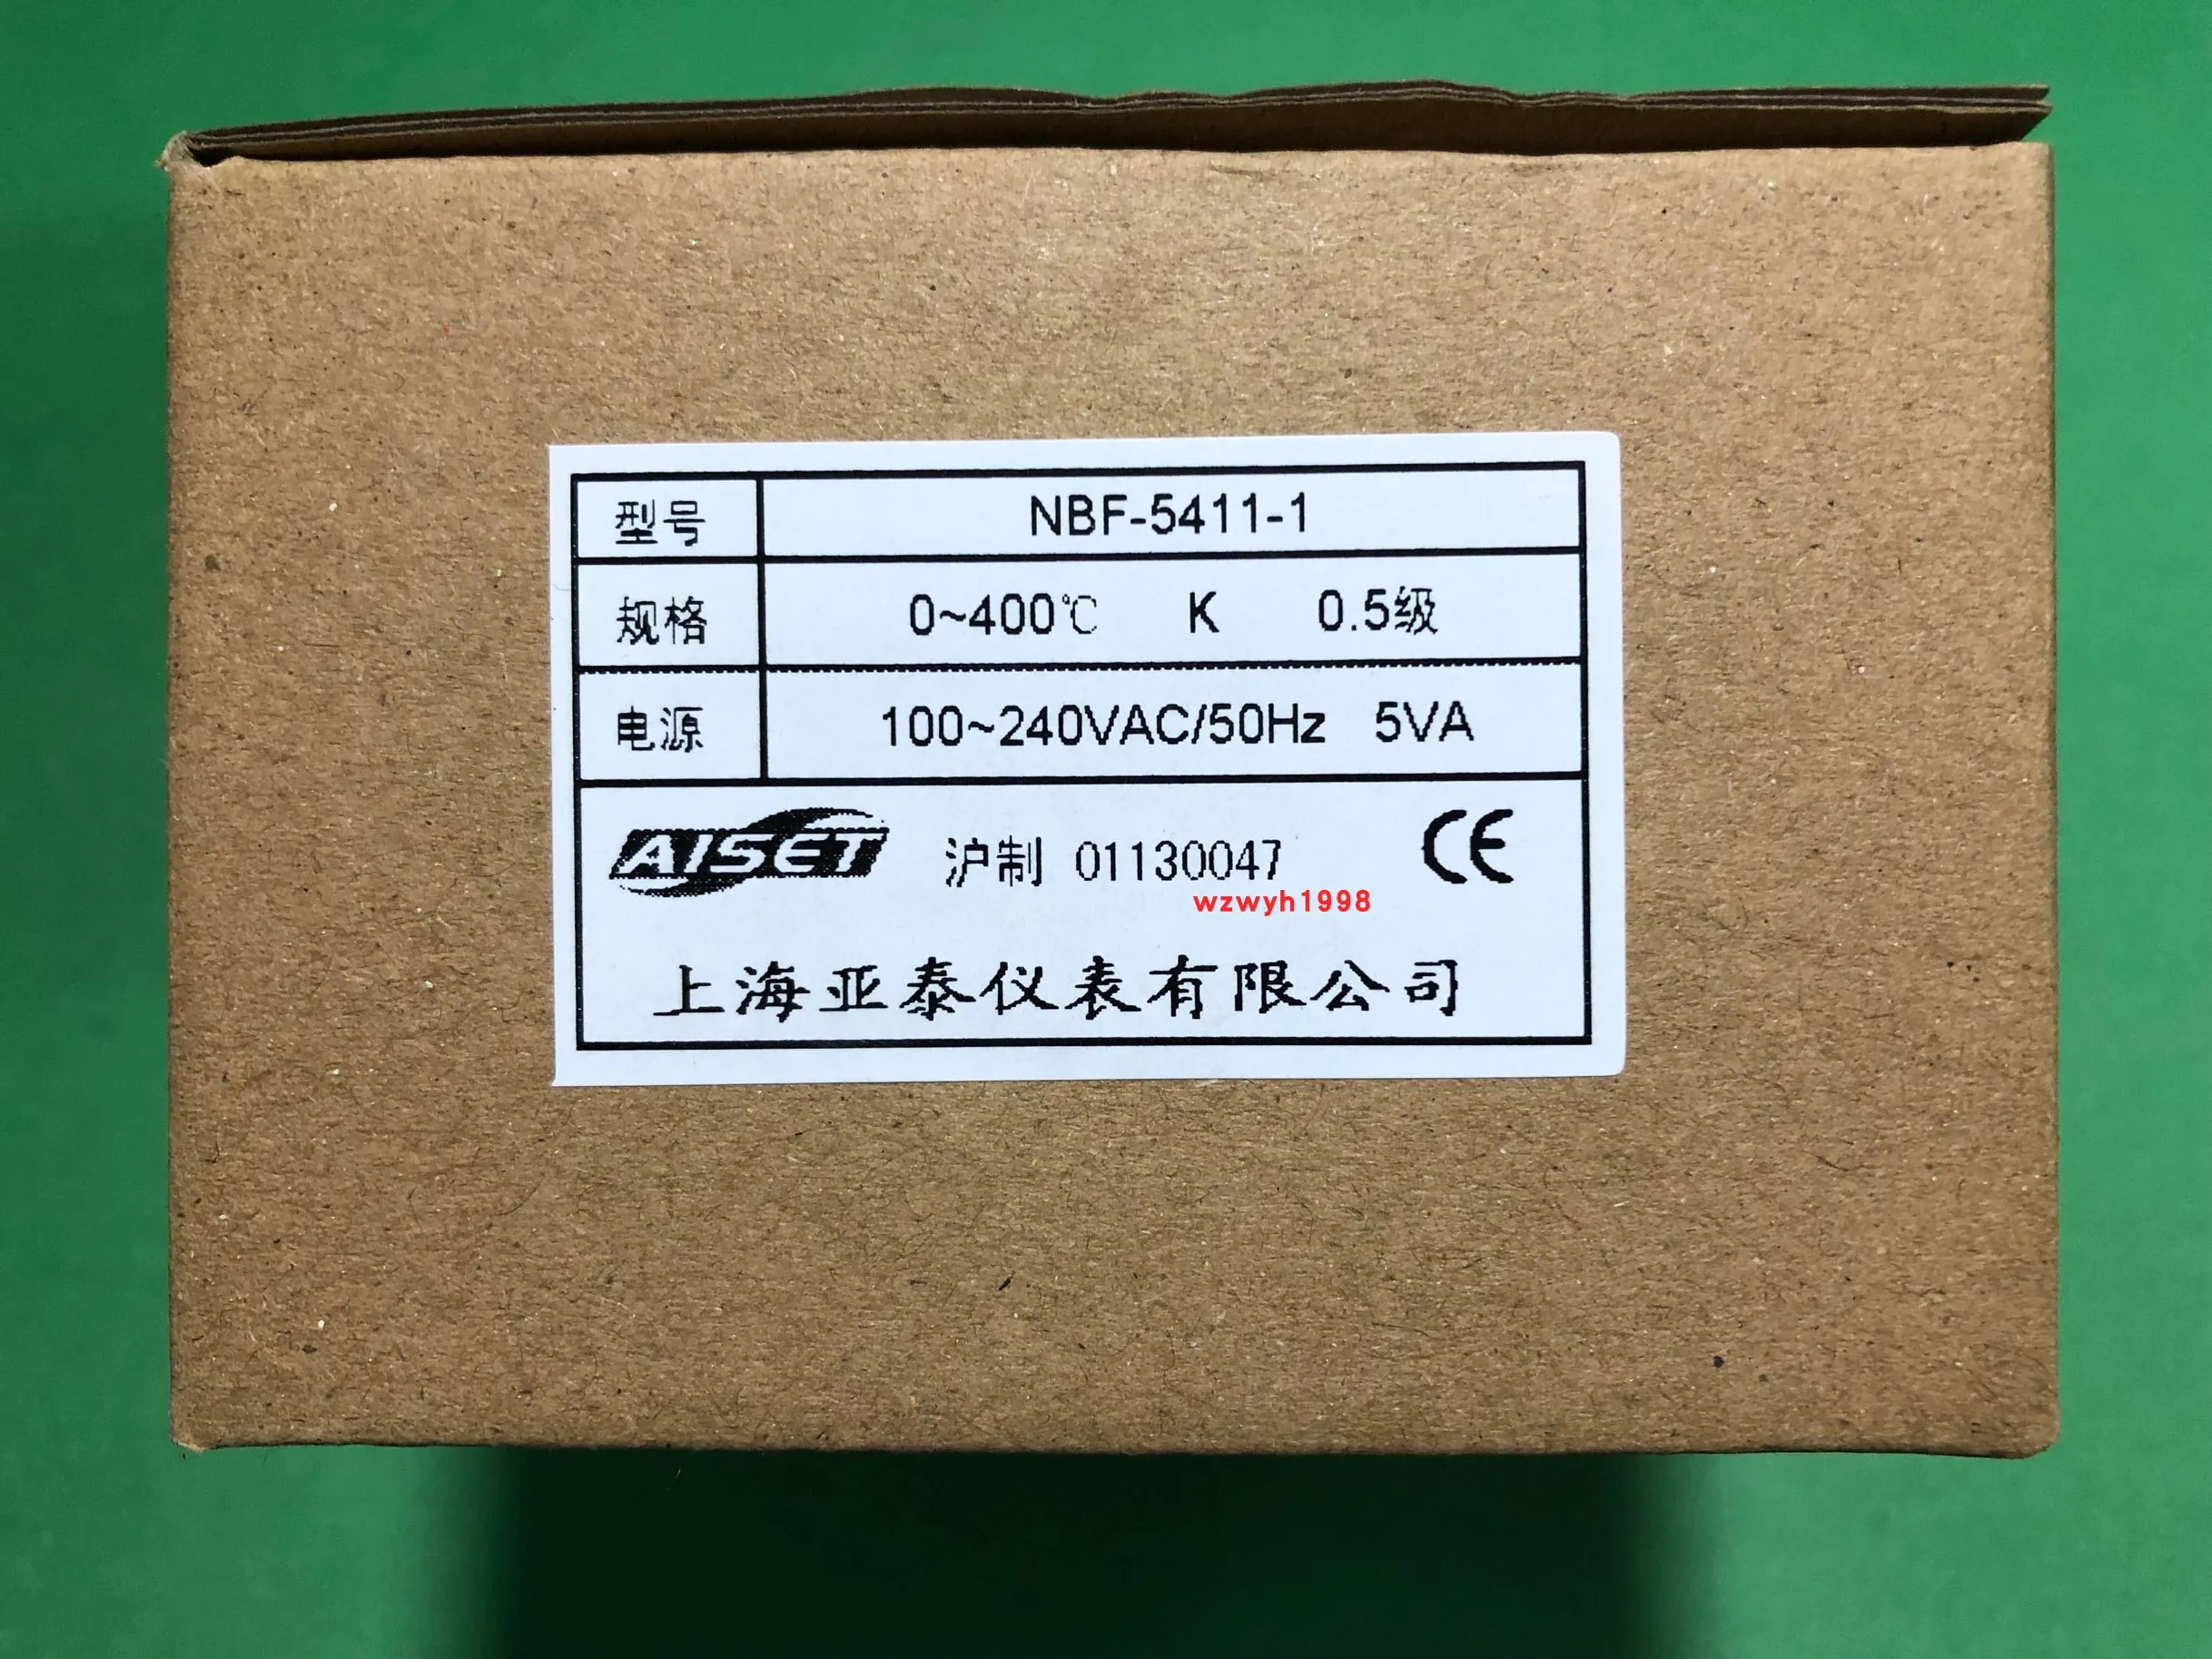 型号 NBF-5411-1
规格 0~400℃ K 0.5级
电源 100~240VAC/50Hz 5VA
AISET 沪制 01130047 CE
wzwyh1998
上海亚泰仪表有限公司